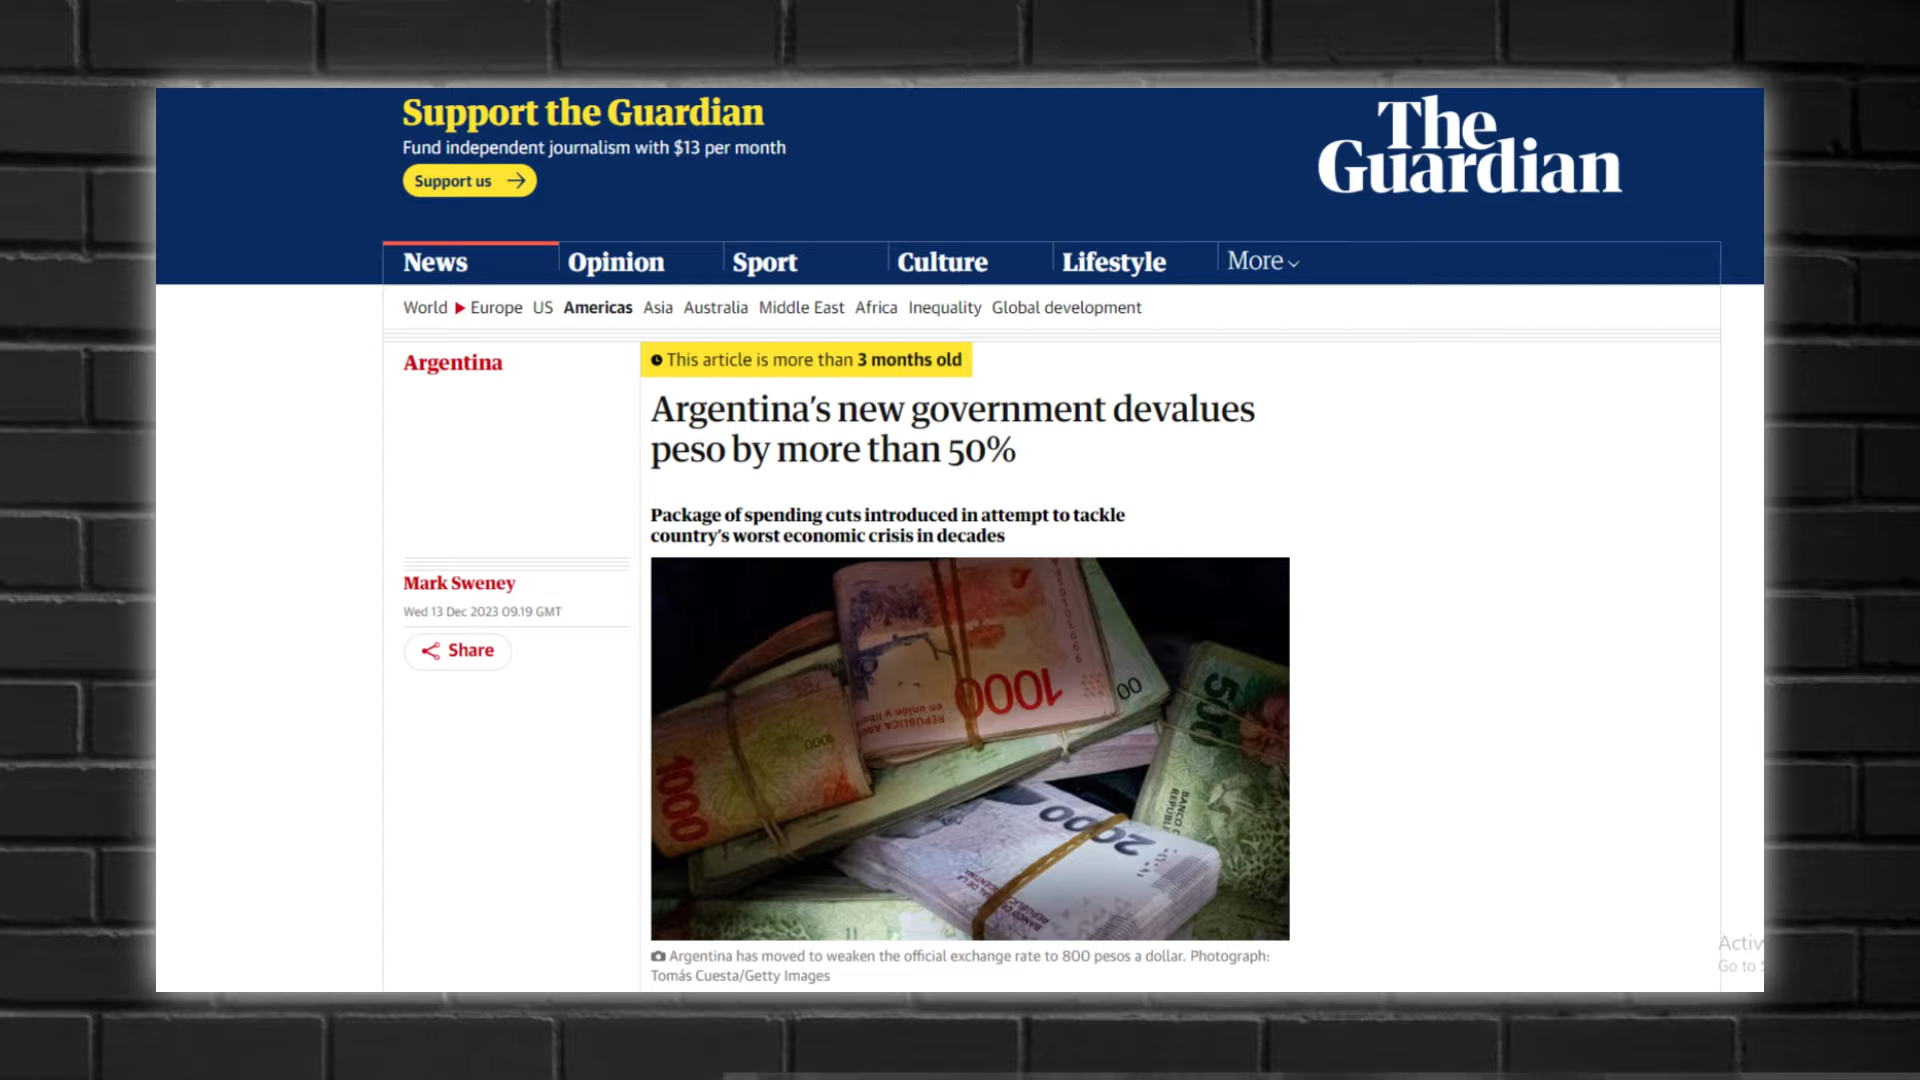 Support the Guardian
Fund independent journalism with $13 per month
Support us
The
Guardian
News Opinion Sport Culture Lifestyle More
World Europe US Americas Asia Australia Middle East Africa Inequality Global development
Argentina
This article is more than 3 months old
Argentina's new government devalues
peso by more than 50%
Package of spending cuts introduced in attempt to tackle
country's worst economic crisis in decades
Mark Sweney
Wed 13 Dec 2023 09.19 GMT
Share
1000
1000
1000
500
2000
Argentina has moved to weaken the official exchange rate to 800 pesos a dollar. Photograph:
Tomás Cuesta/Getty Images
Go to